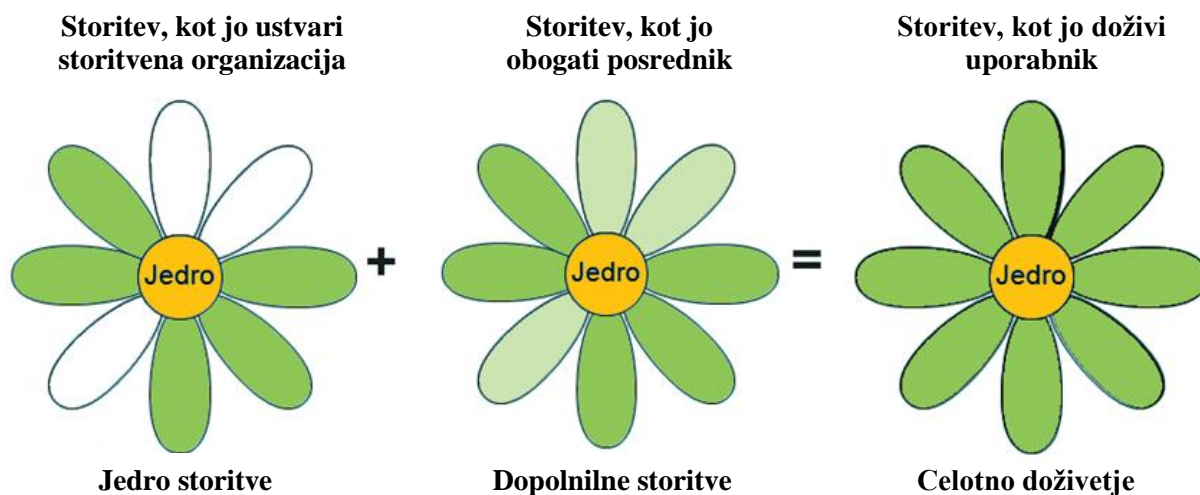 Storitev, kot jo ustvari
storitvena organizacija
Storitev, kot jo
obogati posrednik
Storitev, kot jo doživi
uporabnik
Jedro
+
Jedro
=
Jedro
Jedro storitve
Dopolnilne storitve
Celotno doživetje